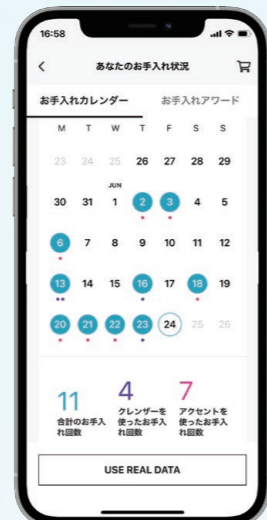 16:58
あなたのお手入れ状況
お手入れカレンダー お手入れアワード
M T W T F S S
23 24 25 26 27 28 29
JUN
30 31 1 2 3 4 5
6 7 8 9 10 11 12
13 14 15 16 17 18 19
20 21 22 23 24 25 26
11 4 7
合計のお手入れ回数
クレンザーを使ったお手入れ回数
アクセントを使ったお手入れ回数
USE REAL DATA